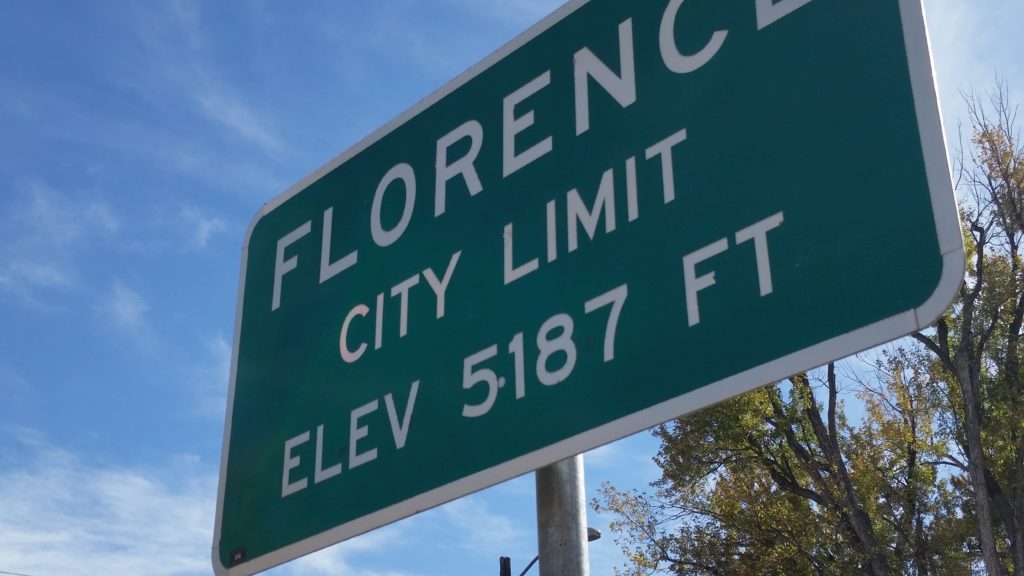 FLORENCE
CITY LIMIT
ELEV 5187 FT